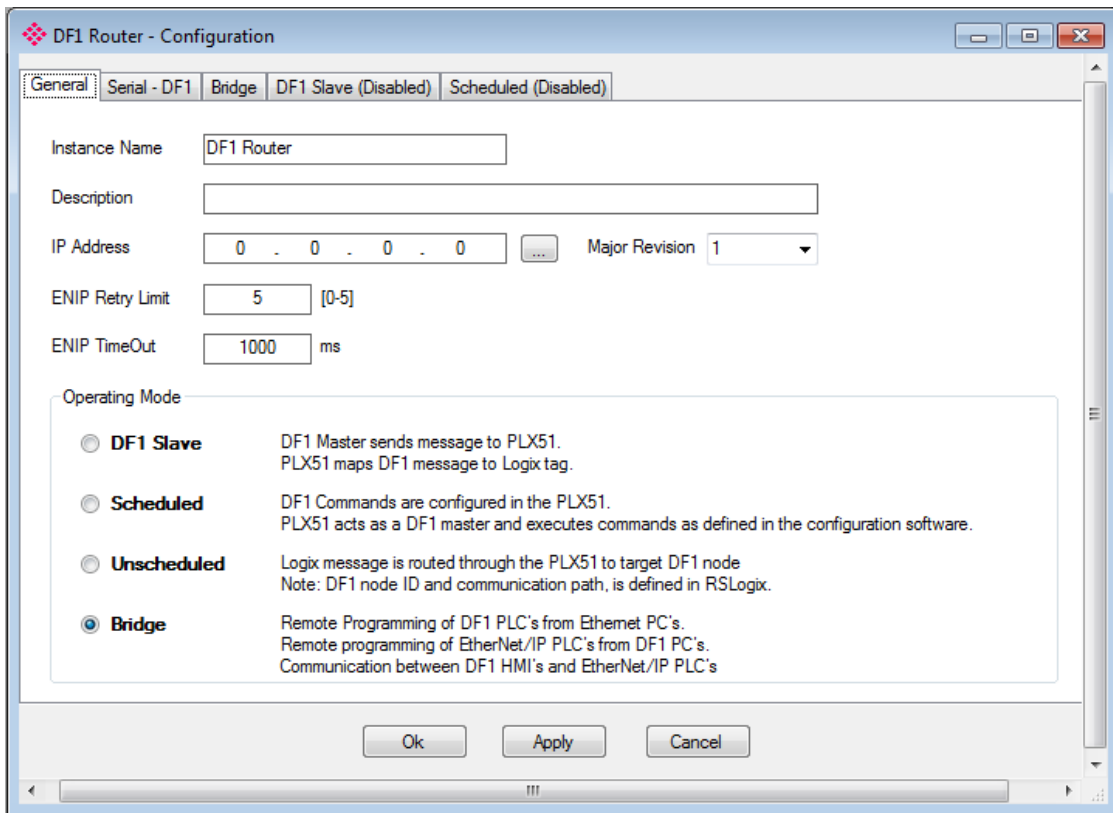 DF1 Router - Configuration
General Serial - DF1 Bridge DF1 Slave (Disabled) Scheduled (Disabled)
Instance Name DF1 Router
Description
IP Address 0 . 0 . 0 . 0 ... Major Revision 1
ENIP Retry Limit 5 [0-5]
ENIP TimeOut 1000 ms
Operating Mode
DF1 Slave DF1 Master sends message to PLX51.
PLX51 maps DF1 message to Logix tag.
Scheduled DF1 Commands are configured in the PLX51.
PLX51 acts as a DF1 master and executes commands as defined in the configuration software.
Unscheduled Logix message is routed through the PLX51 to target DF1 node
Note: DF1 node ID and communication path, is defined in RSLogix.
Bridge Remote Programming of DF1 PLC's from Ethernet PC's.
Remote programming of EtherNet/IP PLC's from DF1 PC's.
Communication between DF1 HMI's and EtherNet/IP PLC's
Ok Apply Cancel